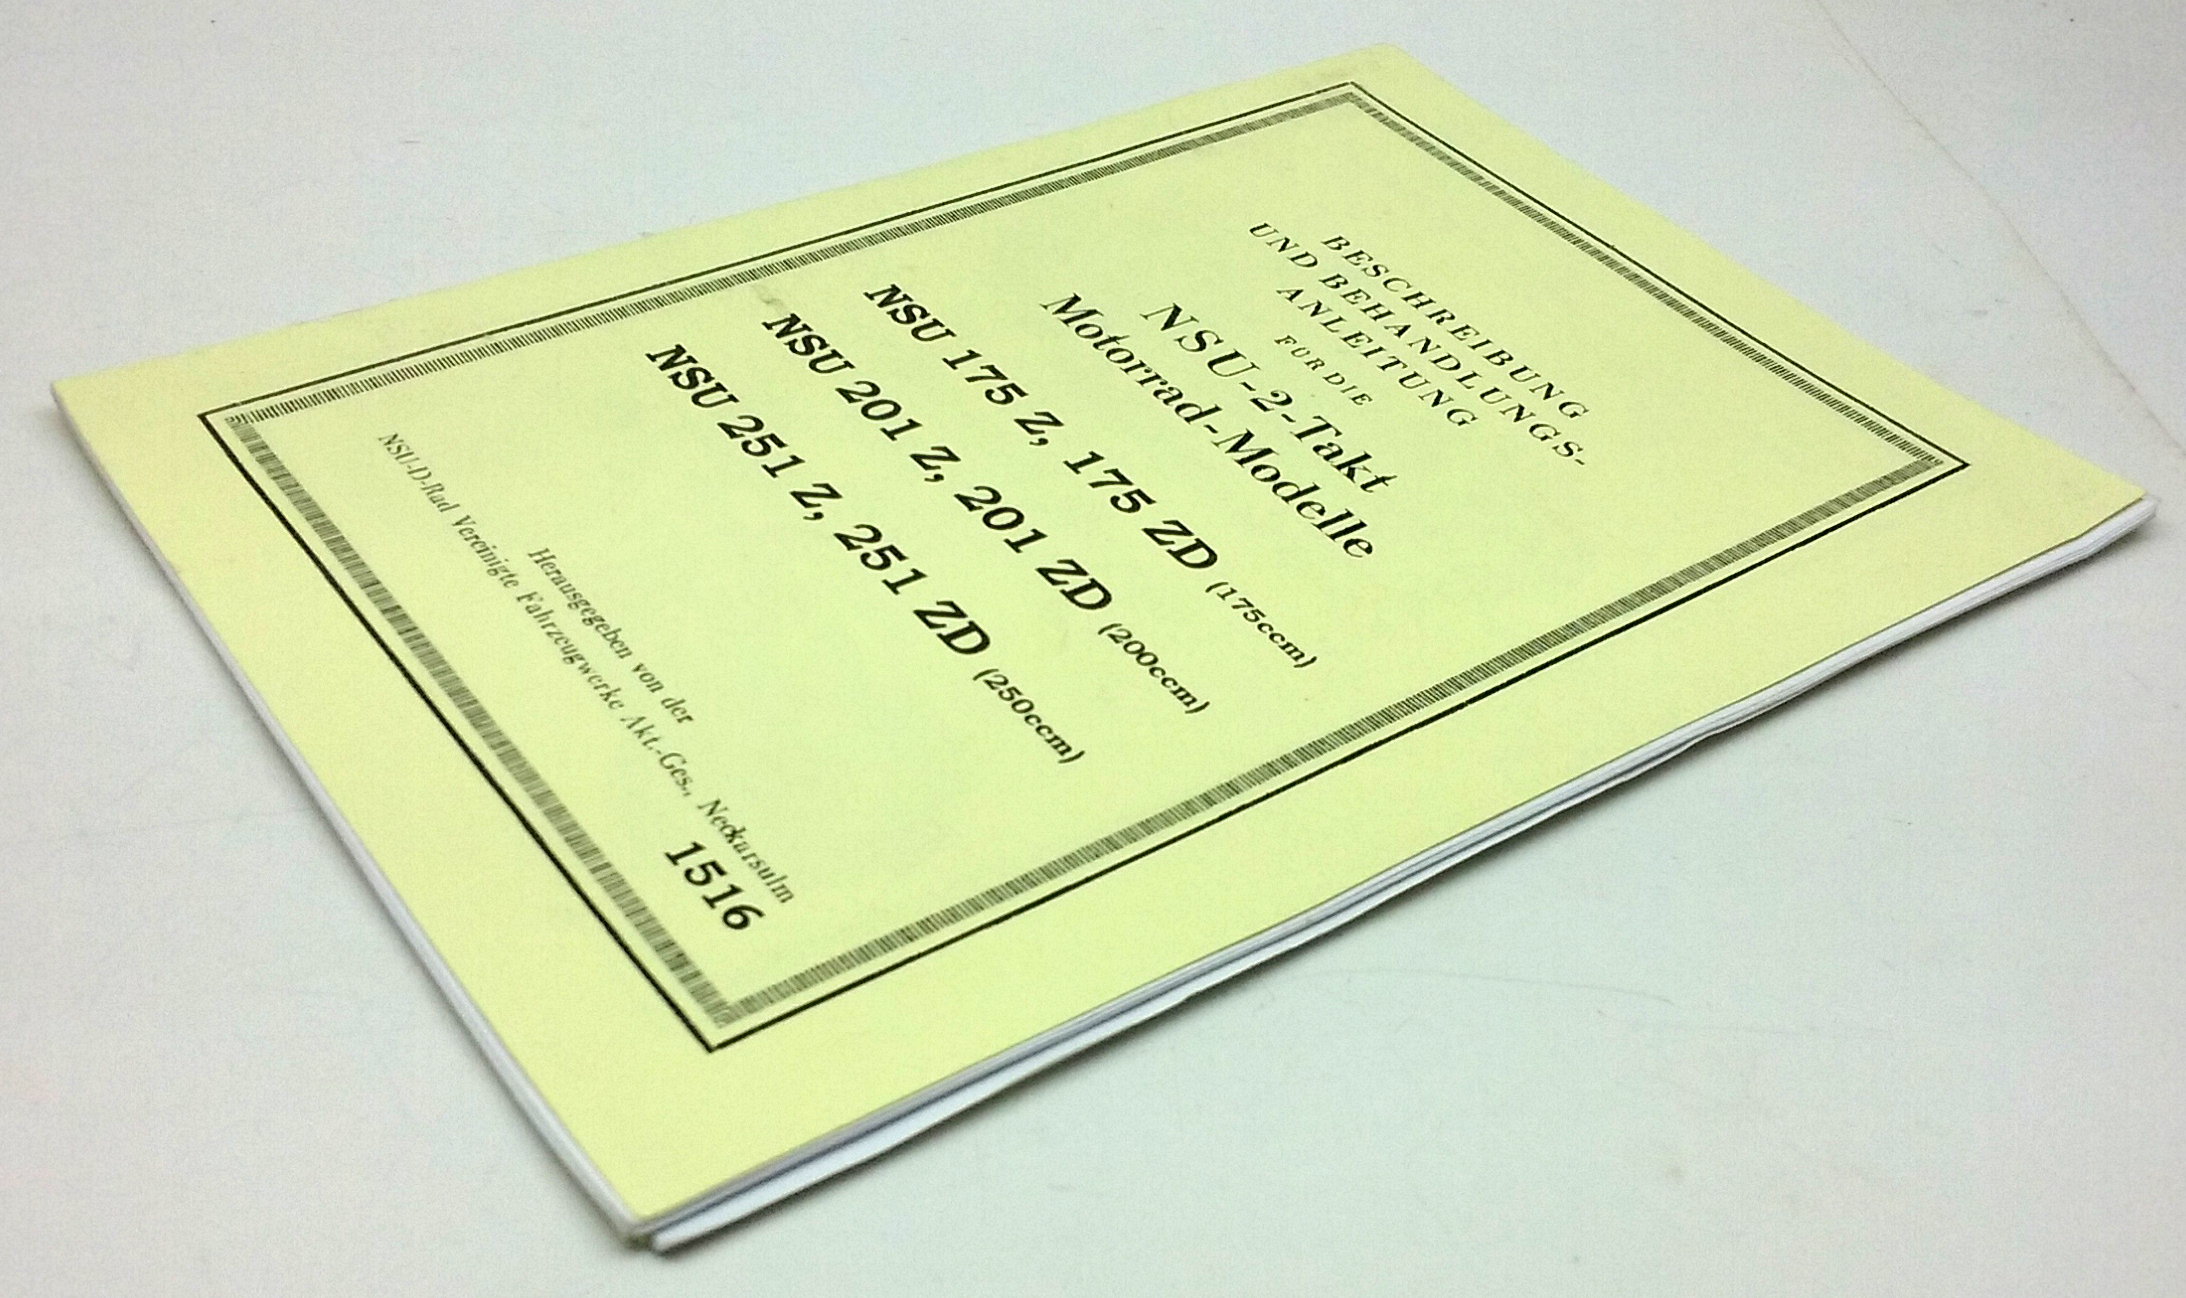 BESCHREIBUNG
UND BEHANDLUNGS-
ANLEITUNG
FÜR DIE
NSU-2-Takt
Motorrad-Modelle
NSU 175 Z, 175 ZD (175ccm)
NSU 201 Z, 201 ZD (200ccm)
NSU 251 Z, 251 ZD (250ccm)
Herausgegeben von der
NSU-D-Rad Vereinigte Fahrzeugwerke Akt.-Ges., Neckarsulm
1516